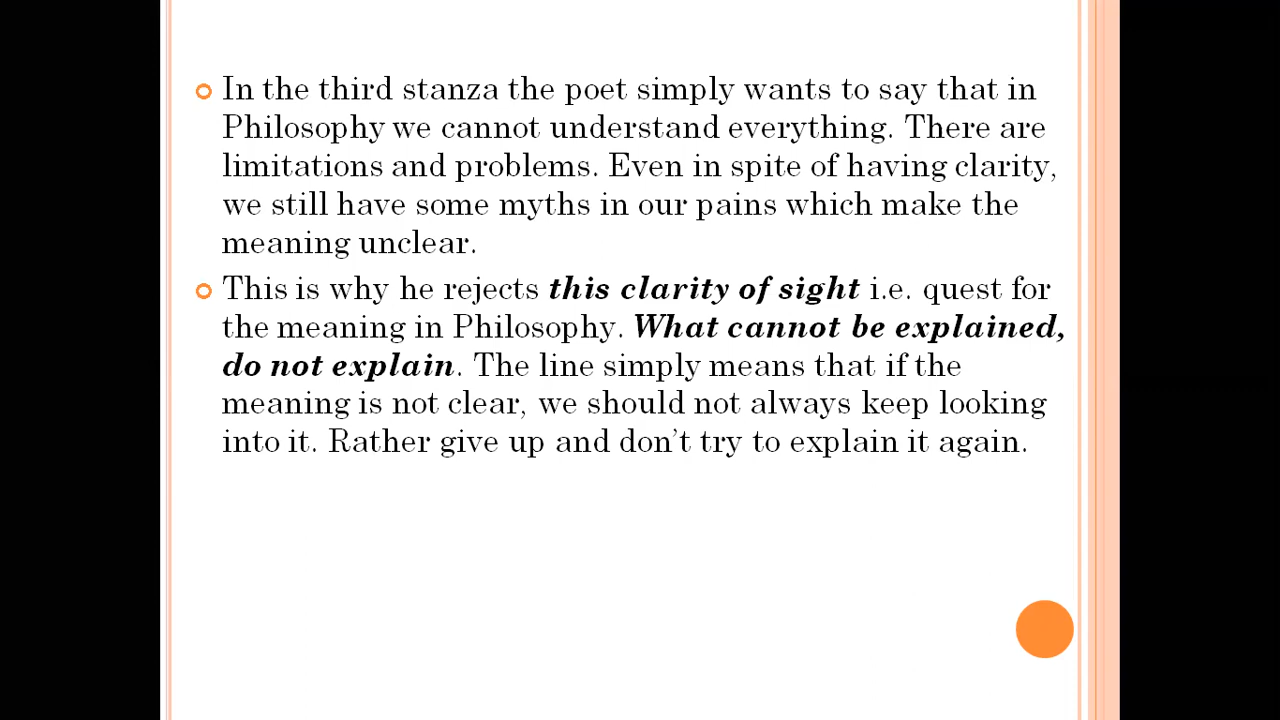 In the third stanza the poet simply wants to say that in
Philosophy we cannot understand everything. There are
limitations and problems. Even in spite of having clarity,
we still have some myths in our pains which make the
meaning unclear.
This is why he rejects this clarity of sight i.e. quest for
the meaning in Philosophy. What cannot be explained,
do not explain. The line simply means that if the
meaning is not clear, we should not always keep looking
into it. Rather give up and don’t try to explain it again.